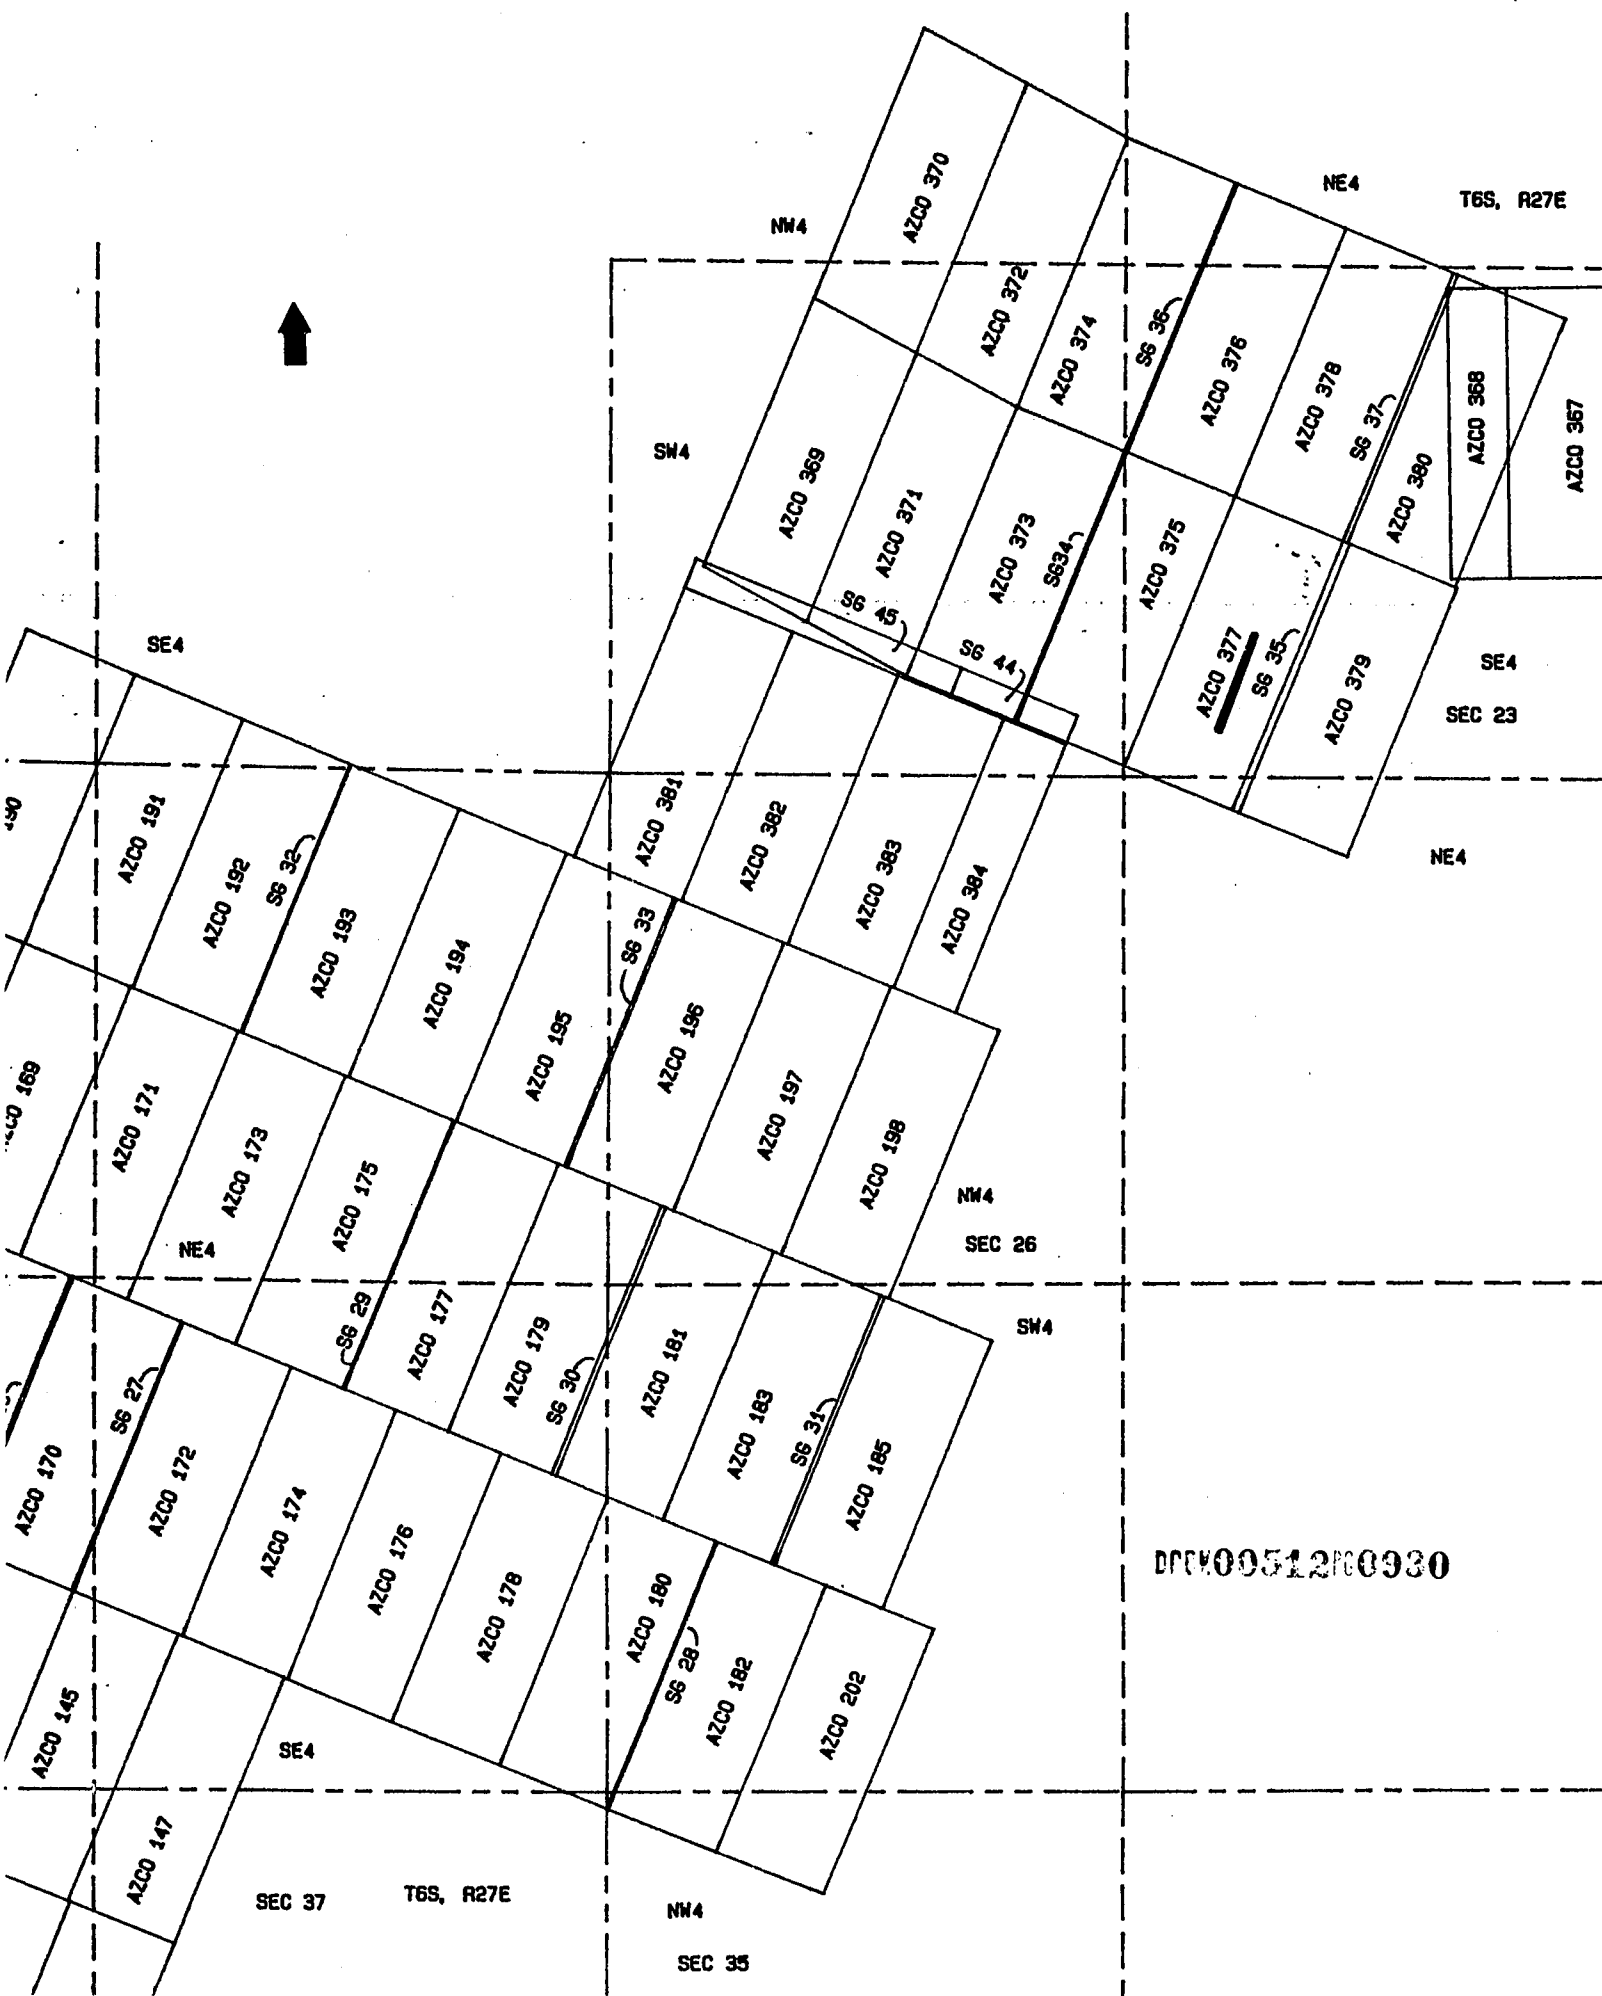 NE4
T6S, R27E
NW4
AZCO 370
AZCO 372
AZCO 374
SG 36
AZCO 376
AZCO 378
SG 37
AZCO 380
AZCO 368
AZCO 367
SW4
AZCO 369
AZCO 371
AZCO 373
SG34
AZCO 375
AZCO 377
SG 35
AZCO 379
SE4
SEC 23
SG 45
SG 44
SE4
NE4
190
AZCO 191
AZCO 192
SG 32
AZCO 193
AZCO 194
AZCO 195
SG 33
AZCO 381
AZCO 382
AZCO 383
AZCO 384
AZCO 196
AZCO 197
AZCO 198
NW4
SEC 26
169
AZCO 171
AZCO 173
AZCO 175
NE4
SG 29
AZCO 177
AZCO 179
SG 30
AZCO 181
AZCO 183
SG 31
AZCO 185
SW4
AZCO 170
SG 27
AZCO 172
AZCO 174
AZCO 176
AZCO 178
AZCO 180
SG 28
AZCO 182
AZCO 202
AZCO 145
AZCO 147
SE4
SEC 37
T6S, R27E
NW4
SEC 35